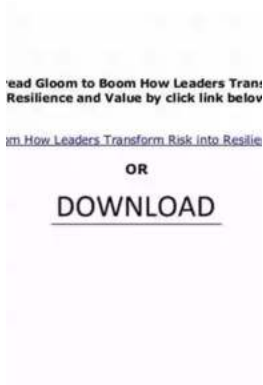 ead Gloom to Boom How Leaders Trans
Resilience and Value by click link below
om How Leaders Transform Risk into Resilie
OR
DOWNLOAD